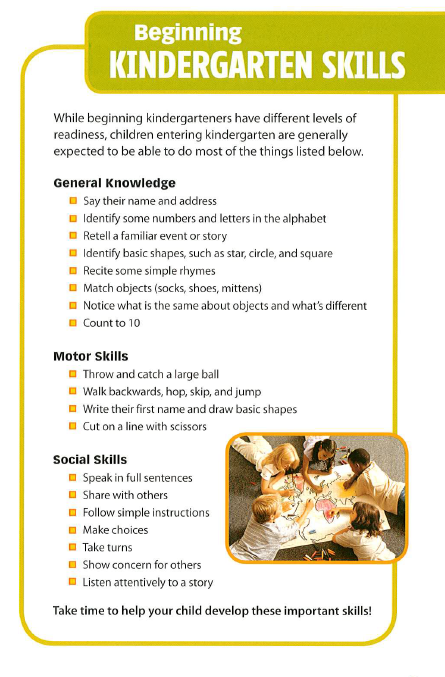 Beginning
KINDERGARTEN SKILLS
While beginning kindergarteners have different levels of
readiness, children entering kindergarten are generally
expected to be able to do most of the things listed below.
General Knowledge
Say their name and address
Identify some numbers and letters in the alphabet
Retell a familiar event or story
Identify basic shapes, such as star, circle, and square
Recite some simple rhymes
Match objects (socks, shoes, mittens)
Notice what is the same about objects and what's different
Count to 10
Motor Skills
Throw and catch a large ball
Walk backwards, hop, skip, and jump
Write their first name and draw basic shapes
Cut on a line with scissors
Social Skills
Speak in full sentences
Share with others
Follow simple instructions
Make choices
Take turns
Show concern for others
Listen attentively to a story
Take time to help your child develop these important skills!